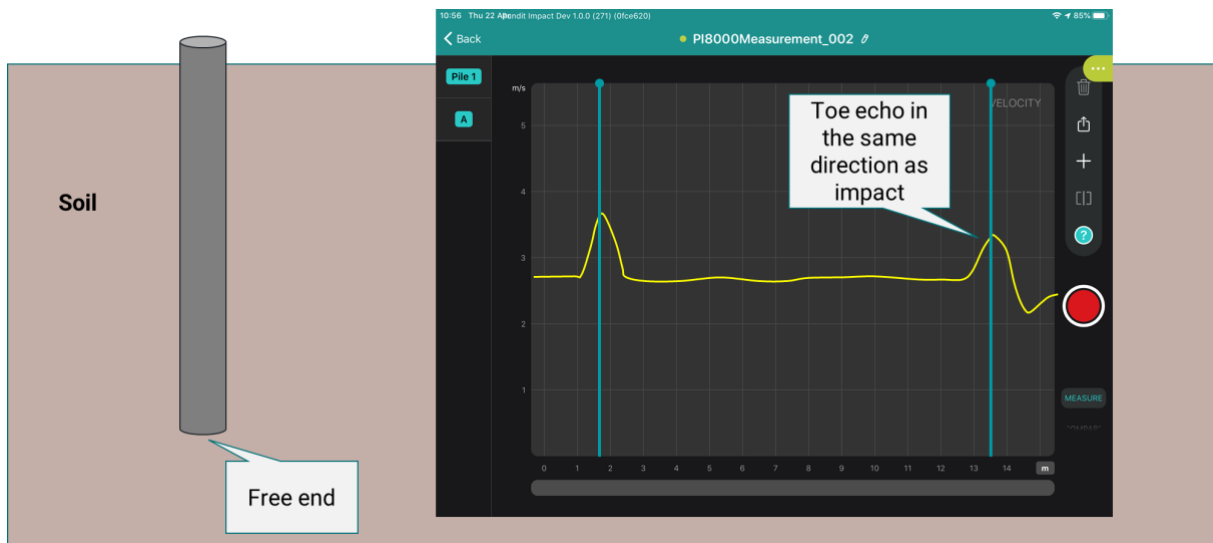 10:56 Thu 22 Apr
Pundit Impact Dev 1.0.0 (271) (0fce620)
85%
Back
PI8000Measurement_002
Pile 1
A
m/s
VELOCITY
5
4
3
2
1
0 1 2 3 4 5 6 7 8 9 10 11 12 13 14 m
Toe echo in
the same
direction as
impact
?
MEASURE
Soil
Free end